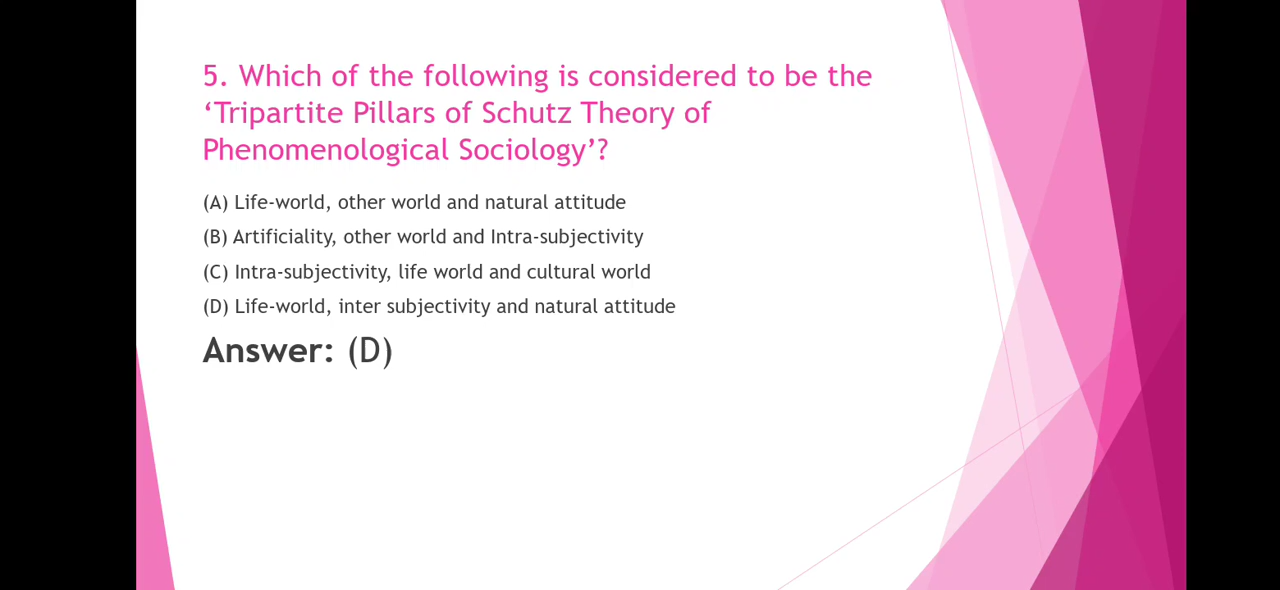 5. Which of the following is considered to be the
‘Tripartite Pillars of Schutz Theory of
Phenomenological Sociology’?
(A) Life-world, other world and natural attitude
(B) Artificiality, other world and Intra-subjectivity
(C) Intra-subjectivity, life world and cultural world
(D) Life-world, inter subjectivity and natural attitude
Answer: (D)